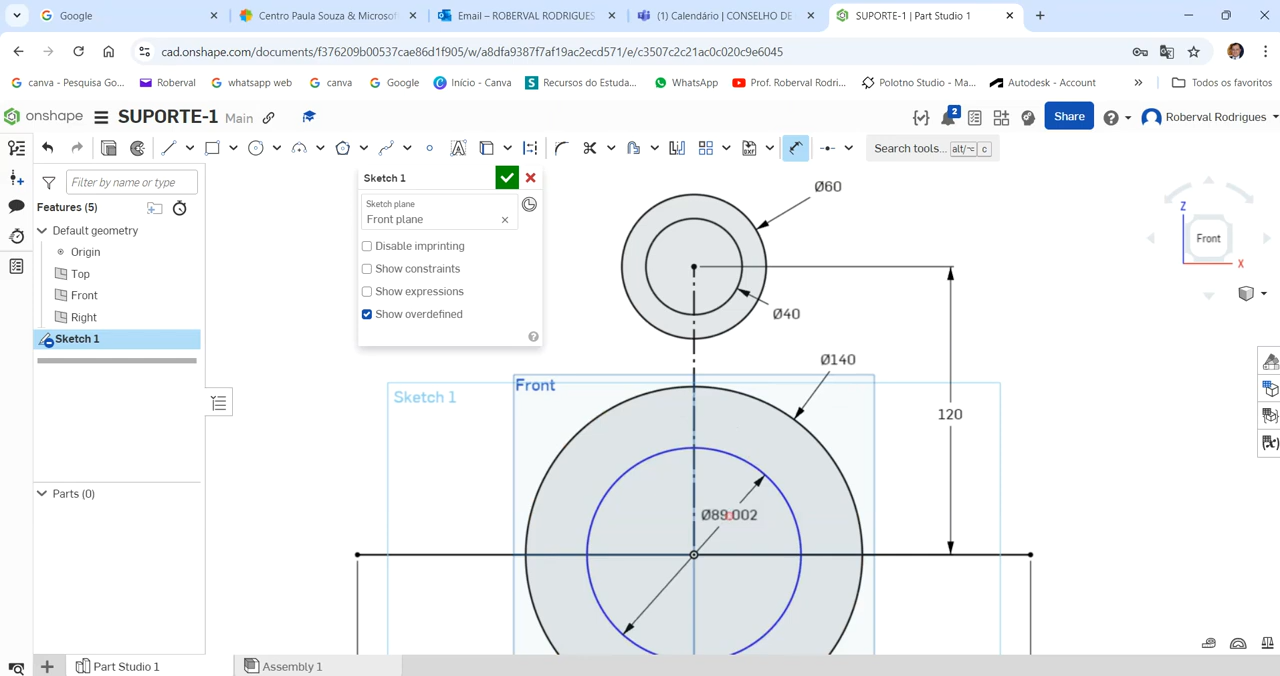 Google
Centro Paula Souza & Microsof
Email – ROBERVAL RODRIGUES
(1) Calendário | CONSELHO DE
SUPORTE-1 | Part Studio 1
cad.onshape.com/documents/f376209b00537cae86d1f905/w/a8dfa9387f7af19ac2ecd571/e/c3507c2c21ac0c020c9e6045
canva - Pesquisa Go...
Roberval
whatsapp web
canva
Google
Início - Canva
Recursos do Estuda...
WhatsApp
Prof. Roberval Rodri...
Polotno Studio - Ma...
Autodesk - Account
»
Todos os favoritos
onshape
SUPORTE-1
Main
2
Share
Roberval Rodrigues
Search tools...
alt/⌥
c
Filter by name or type
Features (5)
Default geometry
Origin
Top
Front
Right
Sketch 1
Parts (0)
Sketch 1
Sketch plane
Front plane
Disable imprinting
Show constraints
Show expressions
Show overdefined
Ø60
Ø40
Ø140
120
Front
Sketch 1
Ø89.002
Z
Front
X
Part Studio 1
Assembly 1